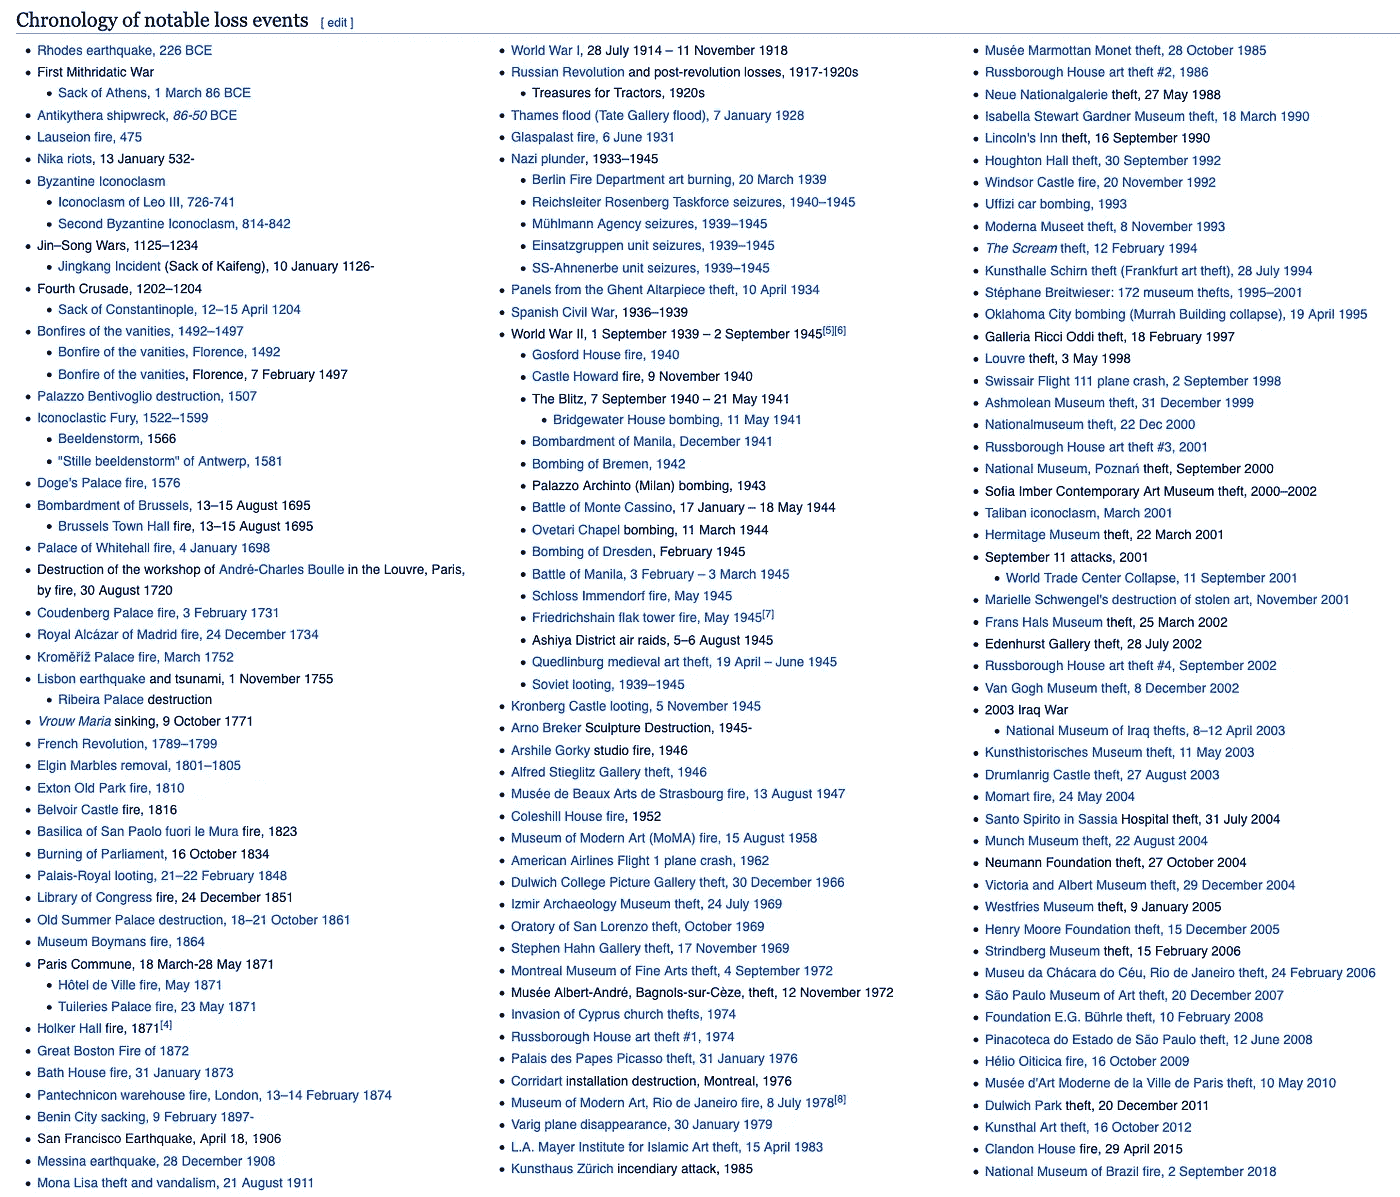 Chronology of notable loss events [ edit ]
Rhodes earthquake, 226 BCE
First Mithridatic War
Sack of Athens, 1 March 86 BCE
Antikythera shipwreck, 86-50 BCE
Lauseion fire, 475
Nika riots, 13 January 532-
Byzantine Iconoclasm
Iconoclasm of Leo III, 726-741
Second Byzantine Iconoclasm, 814-842
Jin–Song Wars, 1125–1234
Jingkang Incident (Sack of Kaifeng), 10 January 1126-
Fourth Crusade, 1202–1204
Sack of Constantinople, 12–15 April 1204
Bonfires of the vanities, 1492–1497
Bonfire of the vanities, Florence, 1492
Bonfire of the vanities, Florence, 7 February 1497
Palazzo Bentivoglio destruction, 1507
Iconoclastic Fury, 1522–1599
Beeldenstorm, 1566
"Stille beeldenstorm" of Antwerp, 1581
Doge's Palace fire, 1576
Bombardment of Brussels, 13–15 August 1695
Brussels Town Hall fire, 13–15 August 1695
Palace of Whitehall fire, 4 January 1698
Destruction of the workshop of André-Charles Boulle in the Louvre, Paris,
by fire, 30 August 1720
Coudenberg Palace fire, 3 February 1731
Royal Alcázar of Madrid fire, 24 December 1734
Kroměříž Palace fire, March 1752
Lisbon earthquake and tsunami, 1 November 1755
Ribeira Palace destruction
Vrouw Maria sinking, 9 October 1771
French Revolution, 1789–1799
Elgin Marbles removal, 1801–1805
Exton Old Park fire, 1810
Belvoir Castle fire, 1816
Basilica of San Paolo fuori le Mura fire, 1823
Burning of Parliament, 16 October 1834
Palais-Royal looting, 21–22 February 1848
Library of Congress fire, 24 December 1851
Old Summer Palace destruction, 18–21 October 1861
Museum Boymans fire, 1864
Paris Commune, 18 March-28 May 1871
Hôtel de Ville fire, May 1871
Tuileries Palace fire, 23 May 1871
Holker Hall fire, 1871[4]
Great Boston Fire of 1872
Bath House fire, 31 January 1873
Pantechnicon warehouse fire, London, 13–14 February 1874
Benin City sacking, 9 February 1897-
San Francisco Earthquake, April 18, 1906
Messina earthquake, 28 December 1908
Mona Lisa theft and vandalism, 21 August 1911
World War I, 28 July 1914 – 11 November 1918
Russian Revolution and post-revolution losses, 1917-1920s
Treasures for Tractors, 1920s
Thames flood (Tate Gallery flood), 7 January 1928
Glaspalast fire, 6 June 1931
Nazi plunder, 1933–1945
Berlin Fire Department art burning, 20 March 1939
Reichsleiter Rosenberg Taskforce seizures, 1940–1945
Mühlmann Agency seizures, 1939–1945
Einsatzgruppen unit seizures, 1939–1945
SS-Ahnenerbe unit seizures, 1939–1945
Panels from the Ghent Altarpiece theft, 10 April 1934
Spanish Civil War, 1936–1939
World War II, 1 September 1939 – 2 September 1945[5][6]
Gosford House fire, 1940
Castle Howard fire, 9 November 1940
The Blitz, 7 September 1940 – 21 May 1941
Bridgewater House bombing, 11 May 1941
Bombardment of Manila, December 1941
Bombing of Bremen, 1942
Palazzo Archinto (Milan) bombing, 1943
Battle of Monte Cassino, 17 January – 18 May 1944
Ovetari Chapel bombing, 11 March 1944
Bombing of Dresden, February 1945
Battle of Manila, 3 February – 3 March 1945
Schloss Immendorf fire, May 1945
Friedrichshain flak tower fire, May 1945[7]
Ashiya District air raids, 5–6 August 1945
Quedlinburg medieval art theft, 19 April – June 1945
Soviet looting, 1939–1945
Kronberg Castle looting, 5 November 1945
Arno Breker Sculpture Destruction, 1945-
Arshile Gorky studio fire, 1946
Alfred Stieglitz Gallery theft, 1946
Musée de Beaux Arts de Strasbourg fire, 13 August 1947
Coleshill House fire, 1952
Museum of Modern Art (MoMA) fire, 15 August 1958
American Airlines Flight 1 plane crash, 1962
Dulwich College Picture Gallery theft, 30 December 1966
Izmir Archaeology Museum theft, 24 July 1969
Oratory of San Lorenzo theft, October 1969
Stephen Hahn Gallery theft, 17 November 1969
Montreal Museum of Fine Arts theft, 4 September 1972
Musée Albert-André, Bagnols-sur-Cèze, theft, 12 November 1972
Invasion of Cyprus church thefts, 1974
Russborough House art theft #1, 1974
Palais des Papes Picasso theft, 31 January 1976
Corridart installation destruction, Montreal, 1976
Museum of Modern Art, Rio de Janeiro fire, 8 July 1978[8]
Varig plane disappearance, 30 January 1979
L.A. Mayer Institute for Islamic Art theft, 15 April 1983
Kunsthaus Zürich incendiary attack, 1985
Musée Marmottan Monet theft, 28 October 1985
Russborough House art theft #2, 1986
Neue Nationalgalerie theft, 27 May 1988
Isabella Stewart Gardner Museum theft, 18 March 1990
Lincoln's Inn theft, 16 September 1990
Houghton Hall theft, 30 September 1992
Windsor Castle fire, 20 November 1992
Uffizi car bombing, 1993
Moderna Museet theft, 8 November 1993
The Scream theft, 12 February 1994
Kunsthalle Schirn theft (Frankfurt art theft), 28 July 1994
Stéphane Breitwieser: 172 museum thefts, 1995–2001
Oklahoma City bombing (Murrah Building collapse), 19 April 1995
Galleria Ricci Oddi theft, 18 February 1997
Louvre theft, 3 May 1998
Swissair Flight 111 plane crash, 2 September 1998
Ashmolean Museum theft, 31 December 1999
Nationalmuseum theft, 22 Dec 2000
Russborough House art theft #3, 2001
National Museum, Poznań theft, September 2000
Sofia Imber Contemporary Art Museum theft, 2000–2002
Taliban iconoclasm, March 2001
Hermitage Museum theft, 22 March 2001
September 11 attacks, 2001
World Trade Center Collapse, 11 September 2001
Marielle Schwengel's destruction of stolen art, November 2001
Frans Hals Museum theft, 25 March 2002
Edenhurst Gallery theft, 28 July 2002
Russborough House art theft #4, September 2002
Van Gogh Museum theft, 8 December 2002
2003 Iraq War
National Museum of Iraq thefts, 8–12 April 2003
Kunsthistorisches Museum theft, 11 May 2003
Drumlanrig Castle theft, 27 August 2003
Momart fire, 24 May 2004
Santo Spirito in Sassia Hospital theft, 31 July 2004
Munch Museum theft, 22 August 2004
Neumann Foundation theft, 27 October 2004
Victoria and Albert Museum theft, 29 December 2004
Westfries Museum theft, 9 January 2005
Henry Moore Foundation theft, 15 December 2005
Strindberg Museum theft, 15 February 2006
Museu da Chácara do Céu, Rio de Janeiro theft, 24 February 2006
São Paulo Museum of Art theft, 20 December 2007
Foundation E.G. Bührle theft, 10 February 2008
Pinacoteca do Estado de São Paulo theft, 12 June 2008
Hélio Oiticica fire, 16 October 2009
Musée d'Art Moderne de la Ville de Paris theft, 10 May 2010
Dulwich Park theft, 20 December 2011
Kunsthal Art theft, 16 October 2012
Clandon House fire, 29 April 2015
National Museum of Brazil fire, 2 September 2018